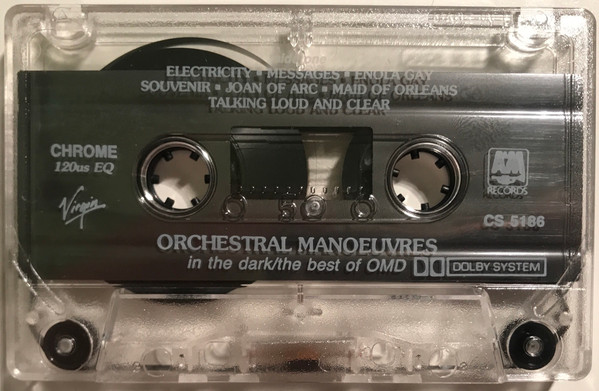 ELECTRICITY ▪ MESSAGES ▪ ENOLA GAY
SOUVENIR ▪ JOAN OF ARC ▪ MAID OF ORLEANS
TALKING LOUD AND CLEAR
CHROME
120us EQ
Virgin
A&M
RECORDS
CS 5186
ORCHESTRAL MANOEUVRES
in the dark/the best of OMD
DOLBY SYSTEM